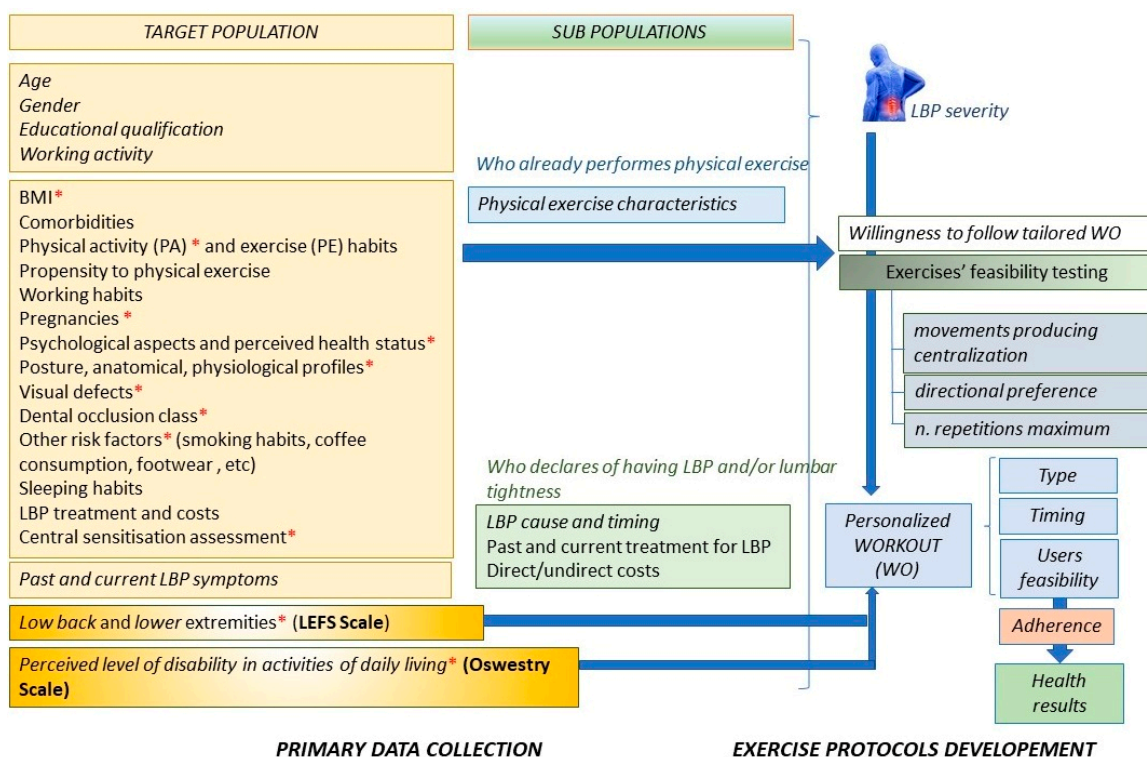 TARGET POPULATION
Age
Gender
Educational qualification
Working activity
BMI*
Comorbidities
Physical activity (PA) * and exercise (PE) habits
Propensity to physical exercise
Working habits
Pregnancies *
Psychological aspects and perceived health status*
Posture, anatomical, physiological profiles*
Visual defects*
Dental occlusion class*
Other risk factors* (smoking habits, coffee
consumption, footwear , etc)
Sleeping habits
LBP treatment and costs
Central sensitisation assessment*
Past and current LBP symptoms
Low back and lower extremities* (LEFS Scale)
Perceived level of disability in activities of daily living* (Oswestry
Scale)
SUB POPULATIONS
Who already performes physical exercise
Physical exercise characteristics
Who declares of having LBP and/or lumbar
tightness
LBP cause and timing
Past and current treatment for LBP
Direct/undirect costs
LBP severity
Willingness to follow tailored WO
Exercises' feasibility testing
movements producing
centralization
directional preference
n. repetitions maximum
Personalized
WORKOUT
(WO)
Type
Timing
Users
feasibility
Adherence
Health
results
PRIMARY DATA COLLECTION
EXERCISE PROTOCOLS DEVELOPEMENT